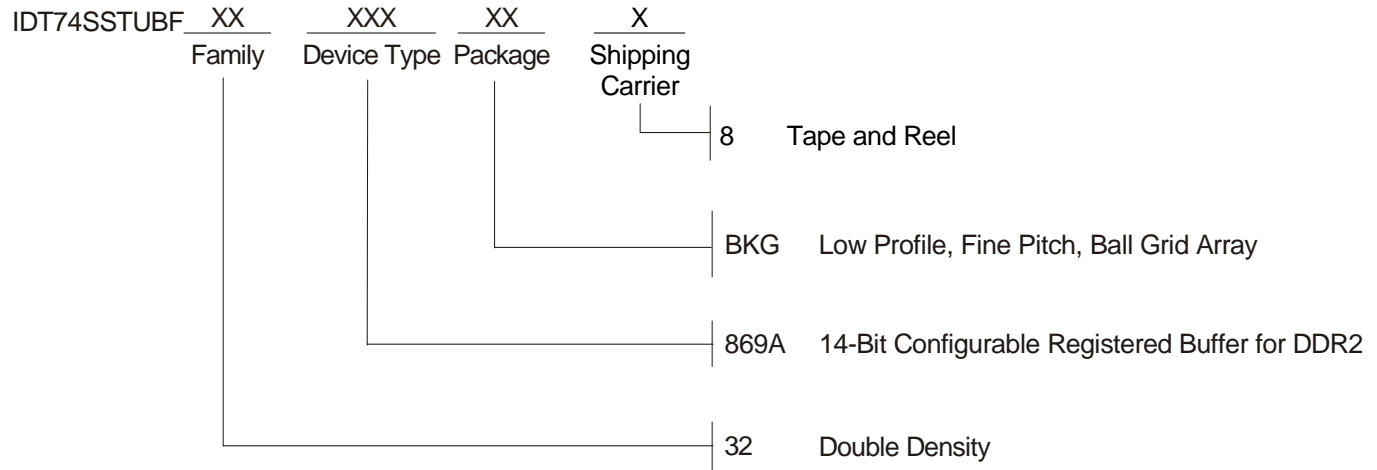 IDT74SSTUBF XX XXX XX X
Family Device Type Package Shipping
Carrier
8 Tape and Reel
BKG Low Profile, Fine Pitch, Ball Grid Array
869A 14-Bit Configurable Registered Buffer for DDR2
32 Double Density